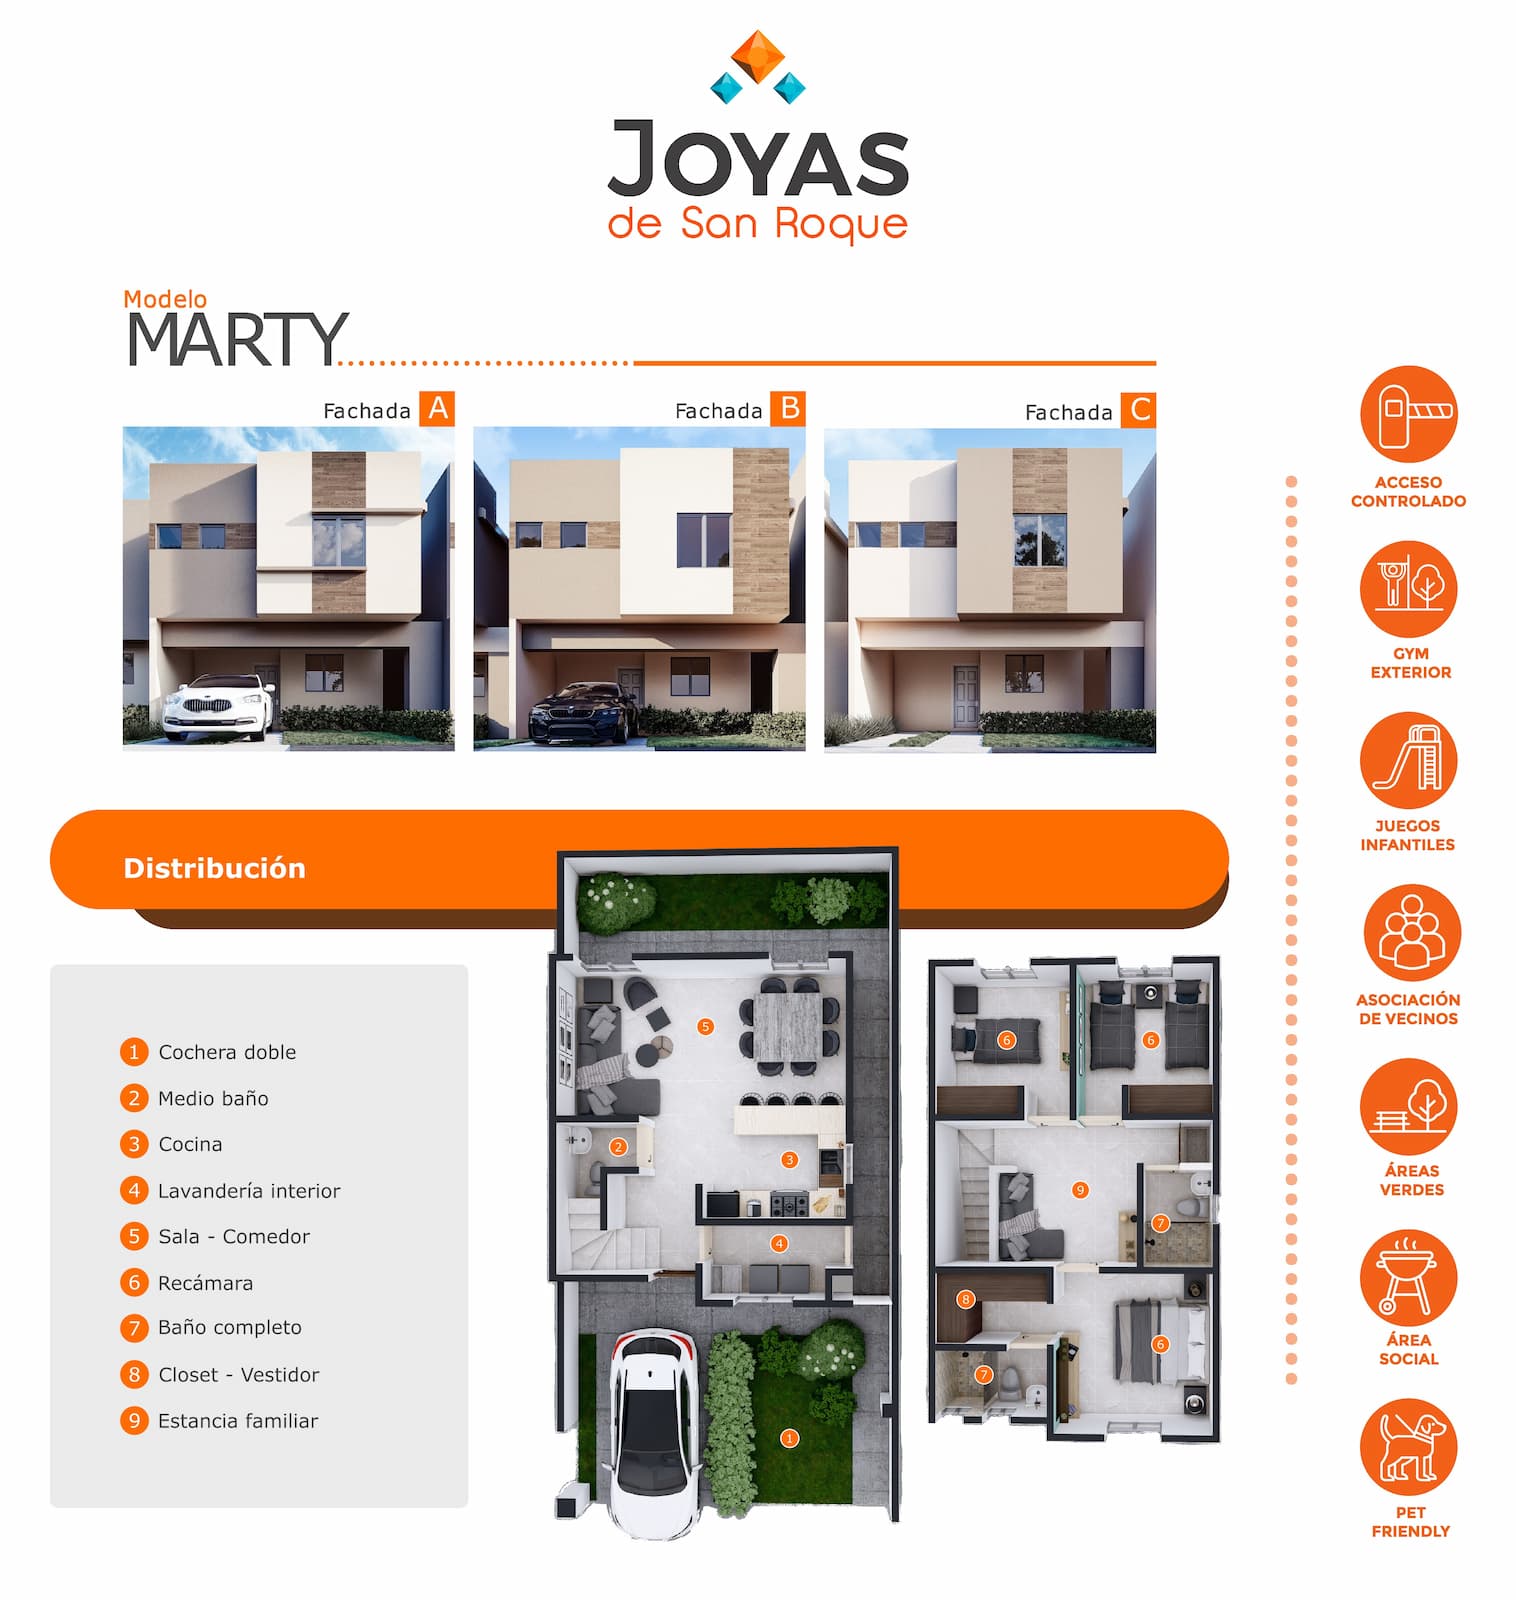 JOYAS
de San Roque
Modelo
MARTY
Fachada A
Fachada B
Fachada C
ACCESO
CONTROLADO
GYM
EXTERIOR
JUEGOS
INFANTILES
ASOCIACIÓN
DE VECINOS
ÁREAS
VERDES
ÁREA
SOCIAL
PET
FRIENDLY
Distribución
1 Cochera doble
2 Medio baño
3 Cocina
4 Lavandería interior
5 Sala - Comedor
6 Recámara
7 Baño completo
8 Closet - Vestidor
9 Estancia familiar
5
2
3
4
1
6
6
9
7
8
6
7